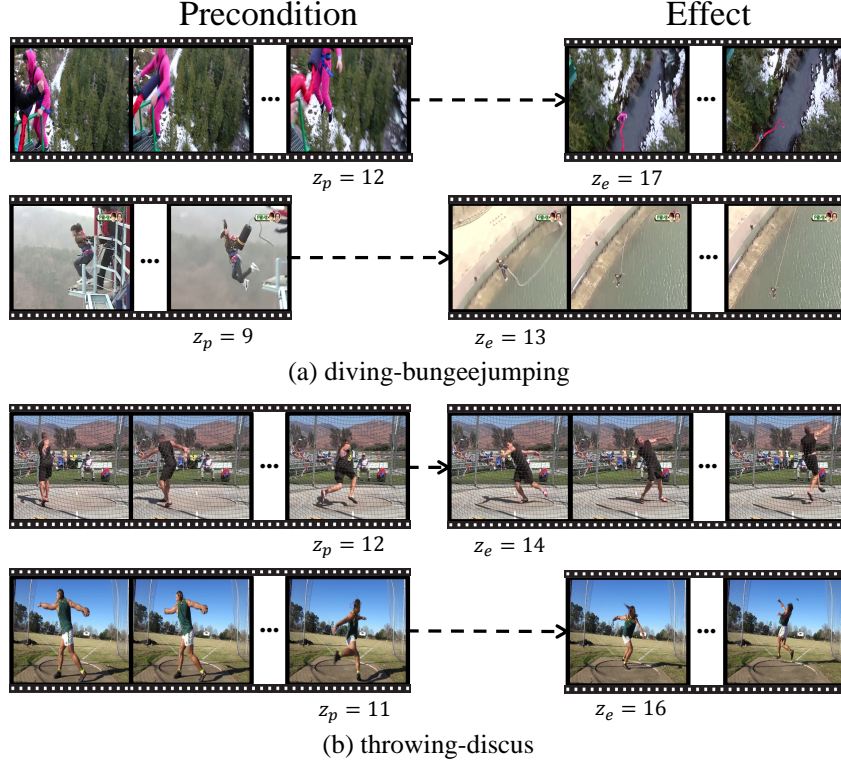 Precondition Effect
...
...
z_p = 12 z_e = 17
...
...
z_p = 9 z_e = 13
(a) diving-bungeejumping
...
...
z_p = 12 z_e = 14
...
...
z_p = 11 z_e = 16
(b) throwing-discus